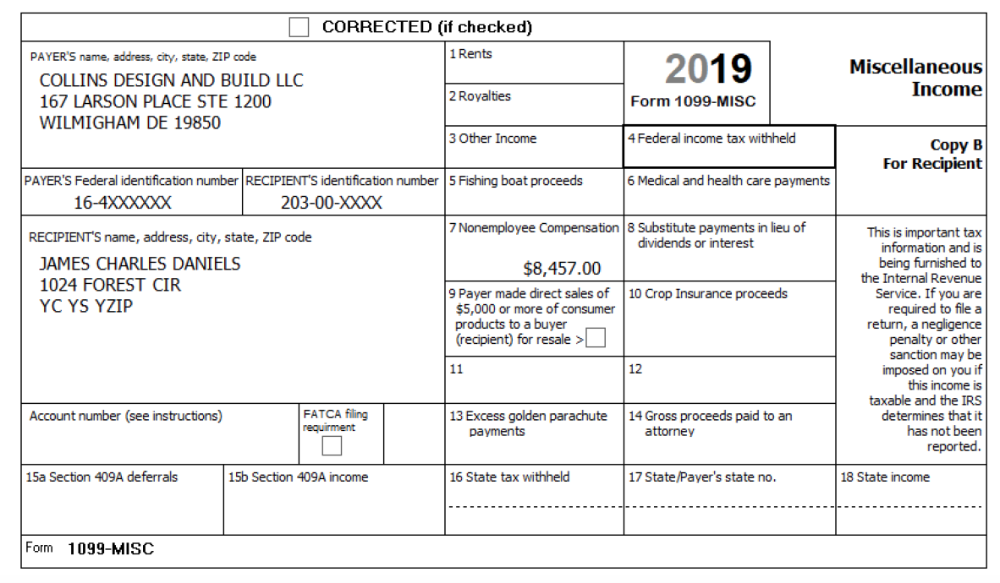 CORRECTED (if checked)
PAYER'S name, address, city, state, ZIP code
COLLINS DESIGN AND BUILD LLC
167 LARSON PLACE STE 1200
WILMIGHAM DE 19850
1 Rents
2 Royalties
2019
Form 1099-MISC
Miscellaneous
Income
3 Other Income
4 Federal income tax withheld
Copy B
For Recipient
PAYER'S Federal identification number
16-4XXXXXX
RECIPIENT'S identification number
203-00-XXXX
5 Fishing boat proceeds
6 Medical and health care payments
RECIPIENT'S name, address, city, state, ZIP code
JAMES CHARLES DANIELS
1024 FOREST CIR
YC YS YZIP
7 Nonemployee Compensation
$8,457.00
8 Substitute payments in lieu of
dividends or interest
This is important tax
information and is
being furnished to
the Internal Revenue
Service. If you are
required to file a
return, a negligence
penalty or other
sanction may be
imposed on you if
this income is
taxable and the IRS
determines that it
has not been
reported.
9 Payer made direct sales of
$5,000 or more of consumer
products to a buyer
(recipient) for resale >
10 Crop Insurance proceeds
11
12
Account number (see instructions)
FATCA filing
requirment
13 Excess golden parachute
payments
14 Gross proceeds paid to an
attorney
15a Section 409A deferrals
15b Section 409A income
16 State tax withheld
17 State/Payer's state no.
18 State income
Form 1099-MISC